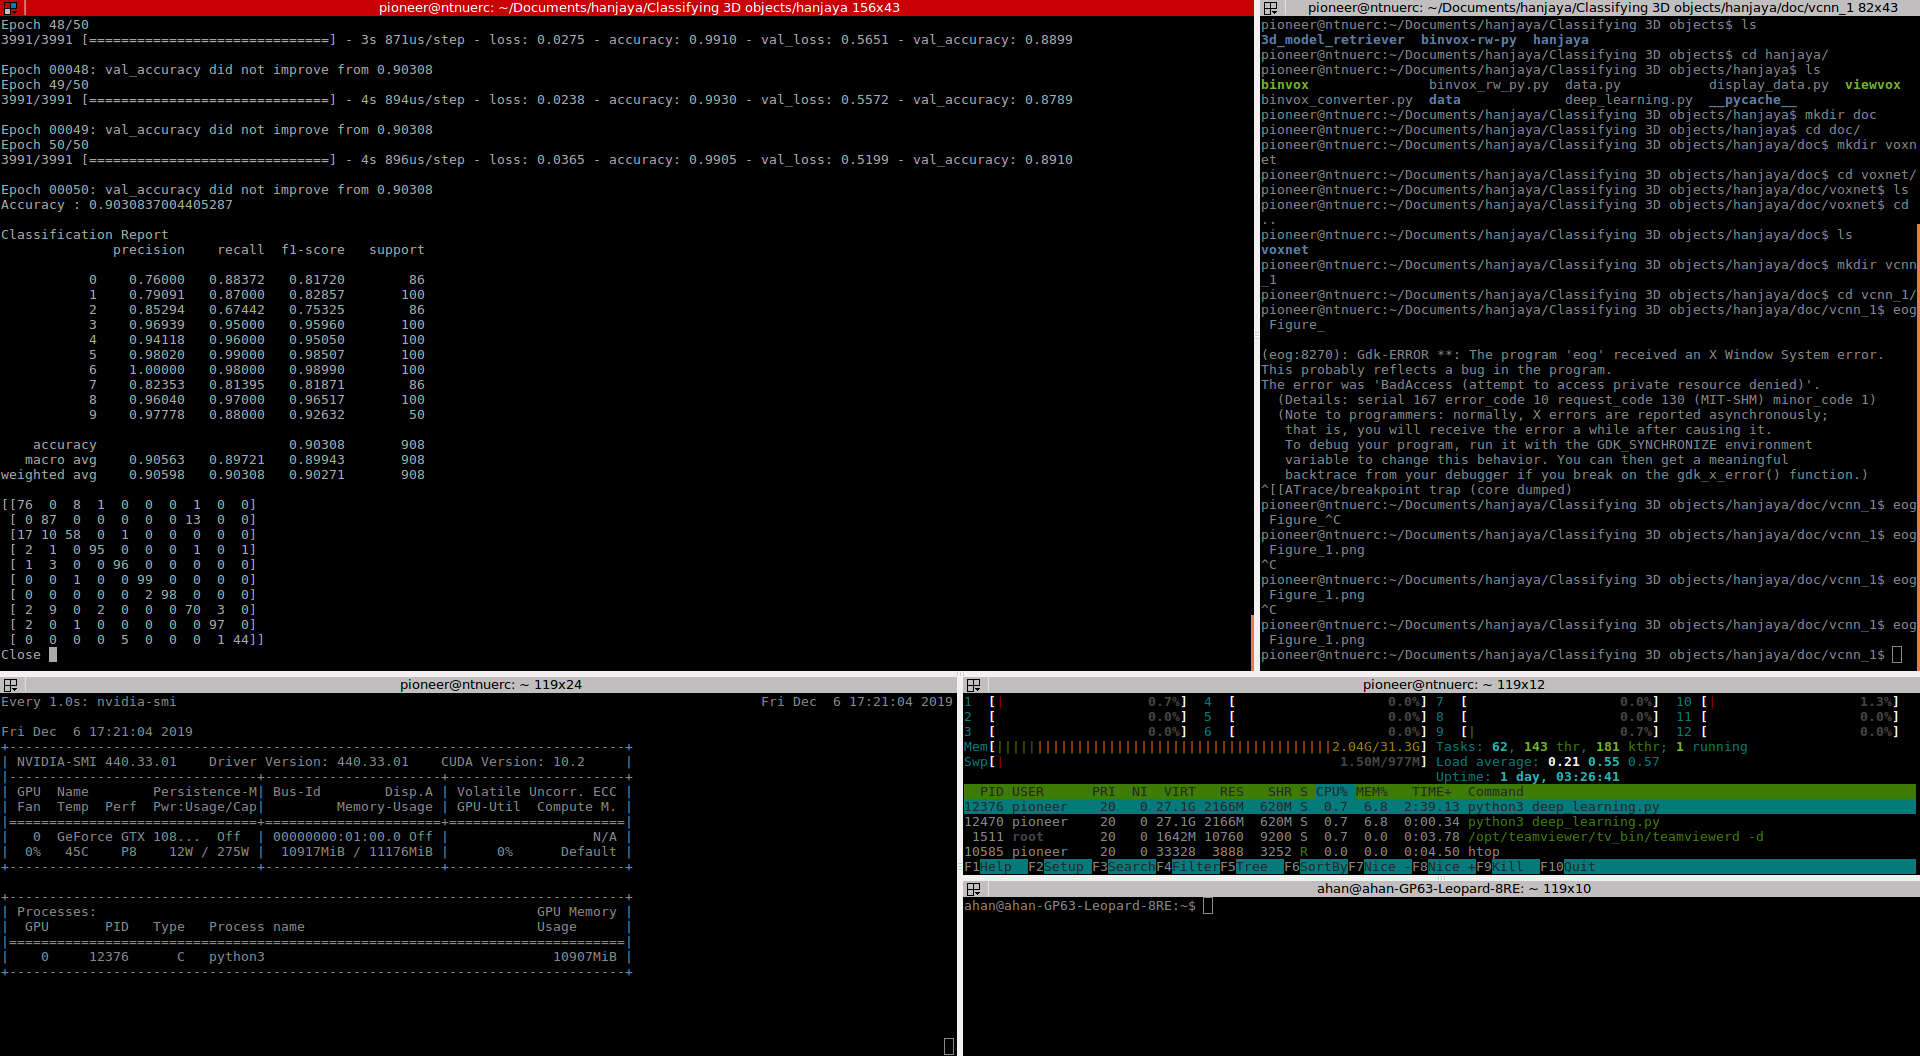 pioneer@ntnuerc: ~/Documents/hanjaya/Classifying 3D objects/hanjaya 156x43
Epoch 48/50
3991/3991 [==============================] - 3s 871us/step - loss: 0.0275 - accuracy: 0.9910 - val_loss: 0.5651 - val_accuracy: 0.8899
Epoch 00048: val_accuracy did not improve from 0.90308
Epoch 49/50
3991/3991 [==============================] - 4s 894us/step - loss: 0.0238 - accuracy: 0.9930 - val_loss: 0.5572 - val_accuracy: 0.8789
Epoch 00049: val_accuracy did not improve from 0.90308
Epoch 50/50
3991/3991 [==============================] - 4s 896us/step - loss: 0.0365 - accuracy: 0.9905 - val_loss: 0.5199 - val_accuracy: 0.8910
Epoch 00050: val_accuracy did not improve from 0.90308
Accuracy : 0.9030837004405287
Classification Report
precision recall f1-score support
0 0.76000 0.88372 0.81720 86
1 0.79091 0.87000 0.82857 100
2 0.85294 0.67442 0.75325 86
3 0.96939 0.95000 0.95960 100
4 0.94118 0.96000 0.95050 100
5 0.98020 0.99000 0.98507 100
6 1.00000 0.98000 0.98990 100
7 0.82353 0.81395 0.81871 86
8 0.96040 0.97000 0.96517 100
9 0.97778 0.88000 0.92632 50
accuracy 0.90308 908
macro avg 0.90563 0.89721 0.89943 908
weighted avg 0.90598 0.90308 0.90271 908
[[76 0 8 1 0 0 0 1 0 0]
[ 0 87 0 0 0 0 0 13 0 0]
[17 10 58 0 1 0 0 0 0 0]
[ 2 1 0 95 0 0 0 1 0 1]
[ 1 3 0 0 96 0 0 0 0 0]
[ 0 0 1 0 0 99 0 0 0 0]
[ 0 0 0 0 0 2 98 0 0 0]
[ 2 9 0 2 0 0 0 70 3 0]
[ 2 0 1 0 0 0 0 0 97 0]
[ 0 0 0 0 5 0 0 0 1 44]]
Close
pioneer@ntnuerc: ~/Documents/hanjaya/Classifying 3D objects/hanjaya/doc/vcnn_1 82x43
pioneer@ntnuerc:~/Documents/hanjaya/Classifying 3D objects$ ls
3d_model_retriever binvox-rw-py hanjaya
pioneer@ntnuerc:~/Documents/hanjaya/Classifying 3D objects$ cd hanjaya/
pioneer@ntnuerc:~/Documents/hanjaya/Classifying 3D objects/hanjaya$ ls
binvox binvox_rw_py.py data.py display_data.py viewvox
binvox_converter.py data deep_learning.py __pycache__
pioneer@ntnuerc:~/Documents/hanjaya/Classifying 3D objects/hanjaya$ mkdir doc
pioneer@ntnuerc:~/Documents/hanjaya/Classifying 3D objects/hanjaya$ cd doc/
pioneer@ntnuerc:~/Documents/hanjaya/Classifying 3D objects/hanjaya/doc$ mkdir voxn
et
pioneer@ntnuerc:~/Documents/hanjaya/Classifying 3D objects/hanjaya/doc$ cd voxnet/
pioneer@ntnuerc:~/Documents/hanjaya/Classifying 3D objects/hanjaya/doc/voxnet$ ls
pioneer@ntnuerc:~/Documents/hanjaya/Classifying 3D objects/hanjaya/doc/voxnet$ cd
..
pioneer@ntnuerc:~/Documents/hanjaya/Classifying 3D objects/hanjaya/doc$ ls
voxnet
pioneer@ntnuerc:~/Documents/hanjaya/Classifying 3D objects/hanjaya/doc$ mkdir vcnn
_1
pioneer@ntnuerc:~/Documents/hanjaya/Classifying 3D objects/hanjaya/doc$ cd vcnn_1/
pioneer@ntnuerc:~/Documents/hanjaya/Classifying 3D objects/hanjaya/doc/vcnn_1$ eog
Figure_
(eog:8270): Gdk-ERROR **: The program 'eog' received an X Window System error.
This probably reflects a bug in the program.
The error was 'BadAccess (attempt to access private resource denied)'.
(Details: serial 167 error_code 10 request_code 130 (MIT-SHM) minor_code 1)
(Note to programmers: normally, X errors are reported asynchronously;
that is, you will receive the error a while after causing it.
To debug your program, run it with the GDK_SYNCHRONIZE environment
variable to change this behavior. You can then get a meaningful
backtrace from your debugger if you break on the gdk_x_error() function.)
^[[ATrace/breakpoint trap (core dumped)
pioneer@ntnuerc:~/Documents/hanjaya/Classifying 3D objects/hanjaya/doc/vcnn_1$ eog
Figure_^C
pioneer@ntnuerc:~/Documents/hanjaya/Classifying 3D objects/hanjaya/doc/vcnn_1$ eog
Figure_1.png
^C
pioneer@ntnuerc:~/Documents/hanjaya/Classifying 3D objects/hanjaya/doc/vcnn_1$ eog
Figure_1.png
^C
pioneer@ntnuerc:~/Documents/hanjaya/Classifying 3D objects/hanjaya/doc/vcnn_1$ eog
Figure_1.png
pioneer@ntnuerc:~/Documents/hanjaya/Classifying 3D objects/hanjaya/doc/vcnn_1$
pioneer@ntnuerc: ~ 119x24
Every 1.0s: nvidia-smi Fri Dec 6 17:21:04 2019
Fri Dec 6 17:21:04 2019
+-----------------------------------------------------------------------------+
| NVIDIA-SMI 440.33.01 Driver Version: 440.33.01 CUDA Version: 10.2 |
|-------------------------------+----------------------+----------------------+
| GPU Name Persistence-M| Bus-Id Disp.A | Volatile Uncorr. ECC |
| Fan Temp Perf Pwr:Usage/Cap| Memory-Usage | GPU-Util Compute M. |
|===============================+======================+======================|
| 0 GeForce GTX 108... Off | 00000000:01:00.0 Off | N/A |
| 0% 45C P8 12W / 275W | 10917MiB / 11176MiB | 0% Default |
+-------------------------------+----------------------+----------------------+
+-----------------------------------------------------------------------------+
| Processes: GPU Memory |
| GPU PID Type Process name Usage |
|=============================================================================|
| 0 12376 C python3 10907MiB |
+-----------------------------------------------------------------------------+
pioneer@ntnuerc: ~ 119x12
1 [| 0.7%] 4 [ 0.0%] 7 [ 0.0%] 10 [| 1.3%]
2 [ 0.0%] 5 [ 0.0%] 8 [ 0.0%] 11 [ 0.0%]
3 [ 0.0%] 6 [ 0.0%] 9 [| 0.7%] 12 [ 0.0%]
Mem[||||||||||||||||||||||||||||||||||||||||||2.04G/31.3G] Tasks: 62, 143 thr, 181 kthr; 1 running
Swp[| 1.50M/977M] Load average: 0.21 0.55 0.57
Uptime: 1 day, 03:26:41
PID USER PRI NI VIRT RES SHR S CPU% MEM% TIME+ Command
12376 pioneer 20 0 27.1G 2166M 620M S 0.7 6.8 2:39.13 python3 deep_learning.py
12470 pioneer 20 0 27.1G 2166M 620M S 0.7 6.8 0:00.34 python3 deep_learning.py
1511 root 20 0 1642M 10760 9200 S 0.7 0.0 0:03.78 /opt/teamviewer/tv_bin/teamviewerd -d
10585 pioneer 20 0 33328 3888 3252 R 0.0 0.0 0:04.50 htop
F1Help F2Setup F3SearchF4FilterF5Tree F6SortByF7Nice -F8Nice +F9Kill F10Quit
ahan@ahan-GP63-Leopard-8RE: ~ 119x10
ahan@ahan-GP63-Leopard-8RE:~$